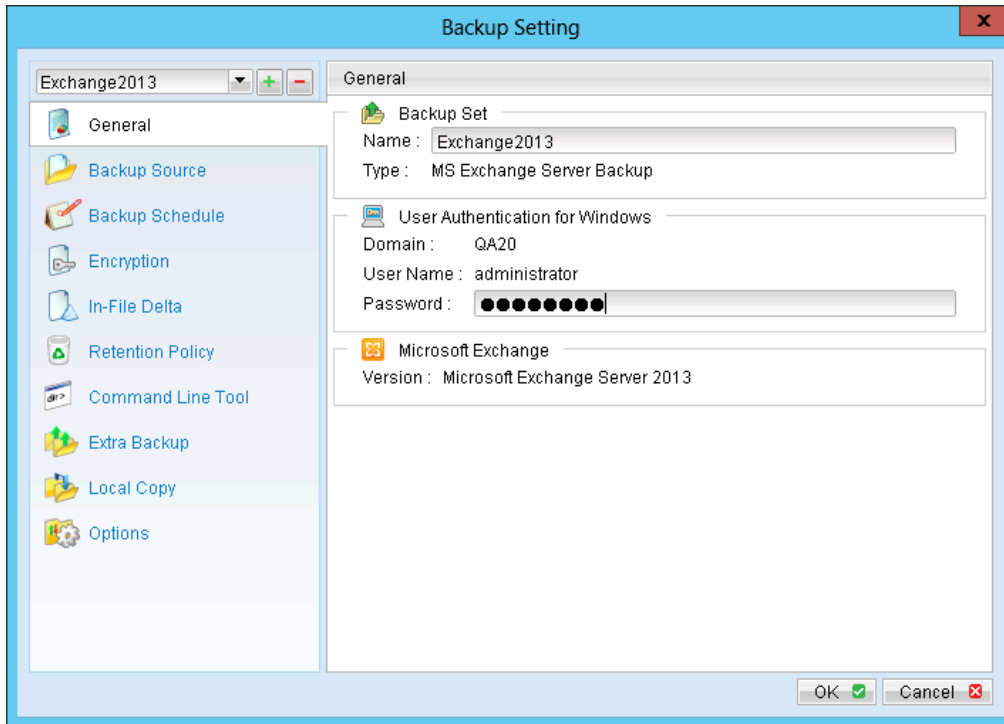 Backup Setting
x
Exchange2013
General
Backup Source
Backup Schedule
Encryption
In-File Delta
Retention Policy
Command Line Tool
Extra Backup
Local Copy
Options
General
Backup Set
Name : Exchange2013
Type : MS Exchange Server Backup
User Authentication for Windows
Domain : QA20
User Name : administrator
Password : ●●●●●●●●
Microsoft Exchange
Version : Microsoft Exchange Server 2013
OK
Cancel